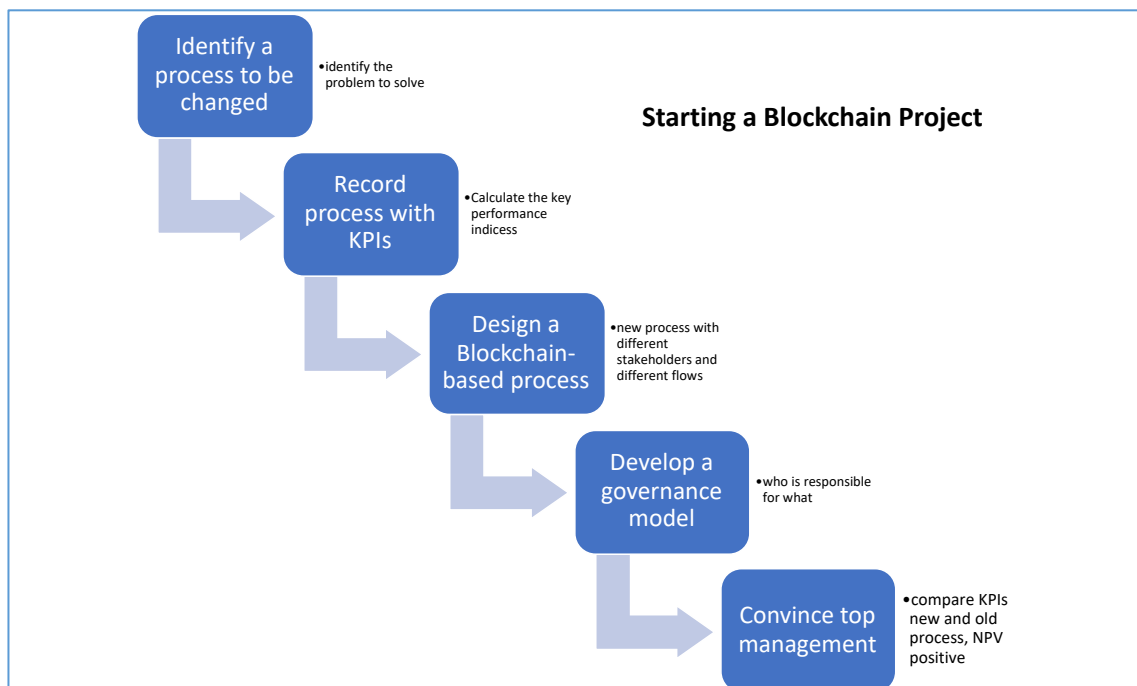 Identify a
process to be
changed
•identify the
problem to solve
Starting a Blockchain Project
Record
process with
KPIs
•Calculate the key
performance
indicess
Design a
Blockchain-
based process
•new process with
different
stakeholders and
different flows
Develop a
governance
model
•who is responsible
for what
Convince top
management
•compare KPIs
new and old
process, NPV
positive